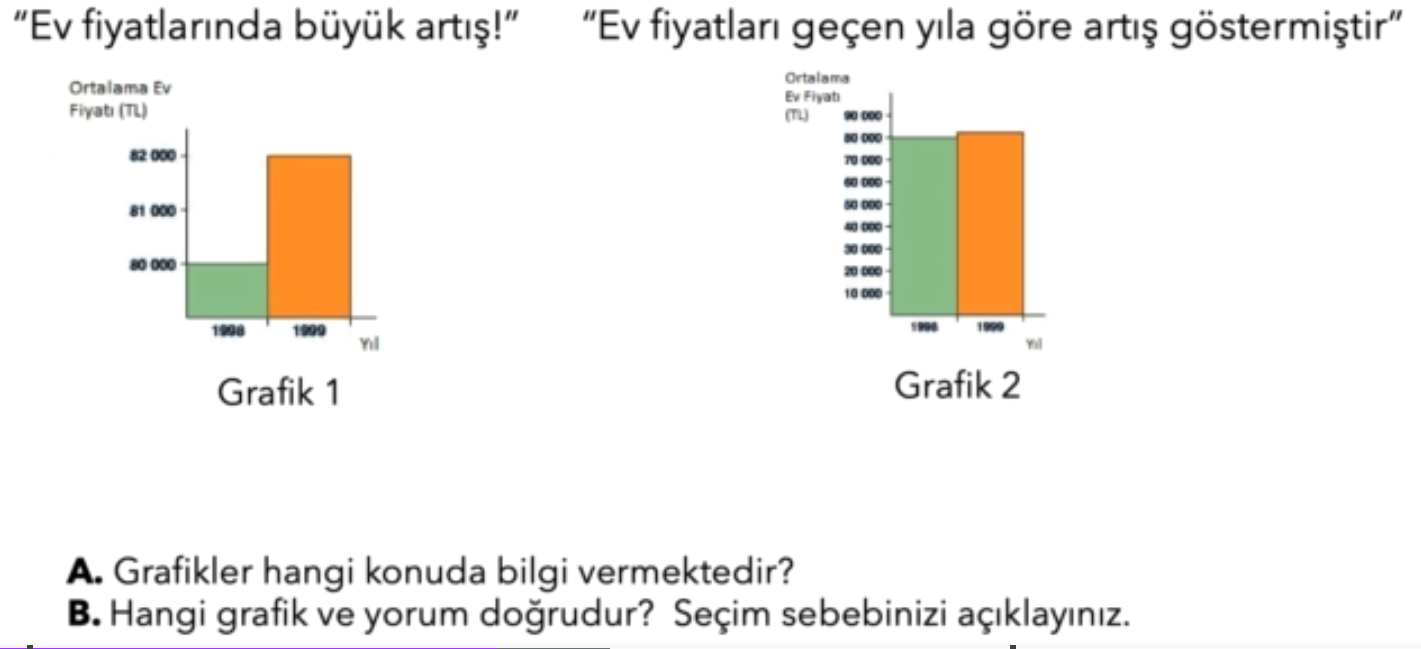 “Ev fiyatlarında büyük artış!”
“Ev fiyatları geçen yıla göre artış göstermiştir”
Ortalama Ev
Fiyatı (TL)
82 000
81 000
80 000
1998
1999
Yıl
Grafik 1
Ortalama
Ev Fiyatı
(TL)
90 000
80 000
70 000
60 000
50 000
40 000
30 000
20 000
10 000
1998
1999
Yıl
Grafik 2
A. Grafikler hangi konuda bilgi vermektedir?
B. Hangi grafik ve yorum doğrudur? Seçim sebebinizi açıklayınız.